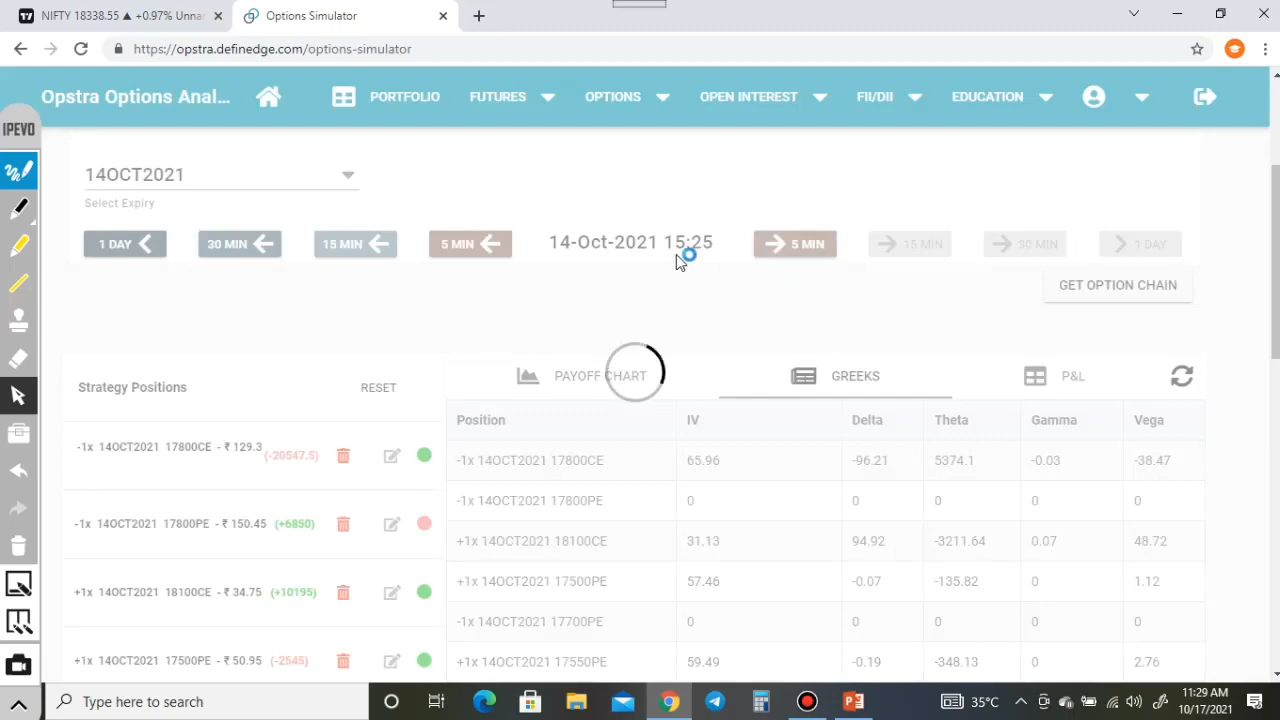 NIFTY 18338.55 ▲ +0.97% Unnar
Options Simulator
https://opstra.definedge.com/options-simulator
Opstra Options Anal...
PORTFOLIO
FUTURES
OPTIONS
OPEN INTEREST
FII/DII
EDUCATION
IPEVO
14OCT2021
Select Expiry
1 DAY
30 MIN
15 MIN
5 MIN
14-Oct-2021 15:25
5 MIN
15 MIN
30 MIN
1 DAY
GET OPTION CHAIN
Strategy Positions
RESET
-1x 14OCT2021 17800CE - ₹ 129.3 (-20547.5)
-1x 14OCT2021 17800PE - ₹ 150.45 (+6850)
+1x 14OCT2021 18100CE - ₹ 34.75 (+10195)
+1x 14OCT2021 17500PE - ₹ 50.95 (-2545)
PAYOFF CHART
GREEKS
P&L
Position IV Delta Theta Gamma Vega
-1x 14OCT2021 17800CE 65.96 -96.21 5374.1 -0.03 -38.47
-1x 14OCT2021 17800PE 0 0 0 0 0
+1x 14OCT2021 18100CE 31.13 94.92 -3211.64 0.07 48.72
+1x 14OCT2021 17500PE 57.46 -0.07 -135.82 0 1.12
-1x 14OCT2021 17700PE 0 0 0 0 0
+1x 14OCT2021 17550PE 59.49 -0.19 -348.13 0 2.76
Type here to search
35°C
11:29 AM
10/17/2021